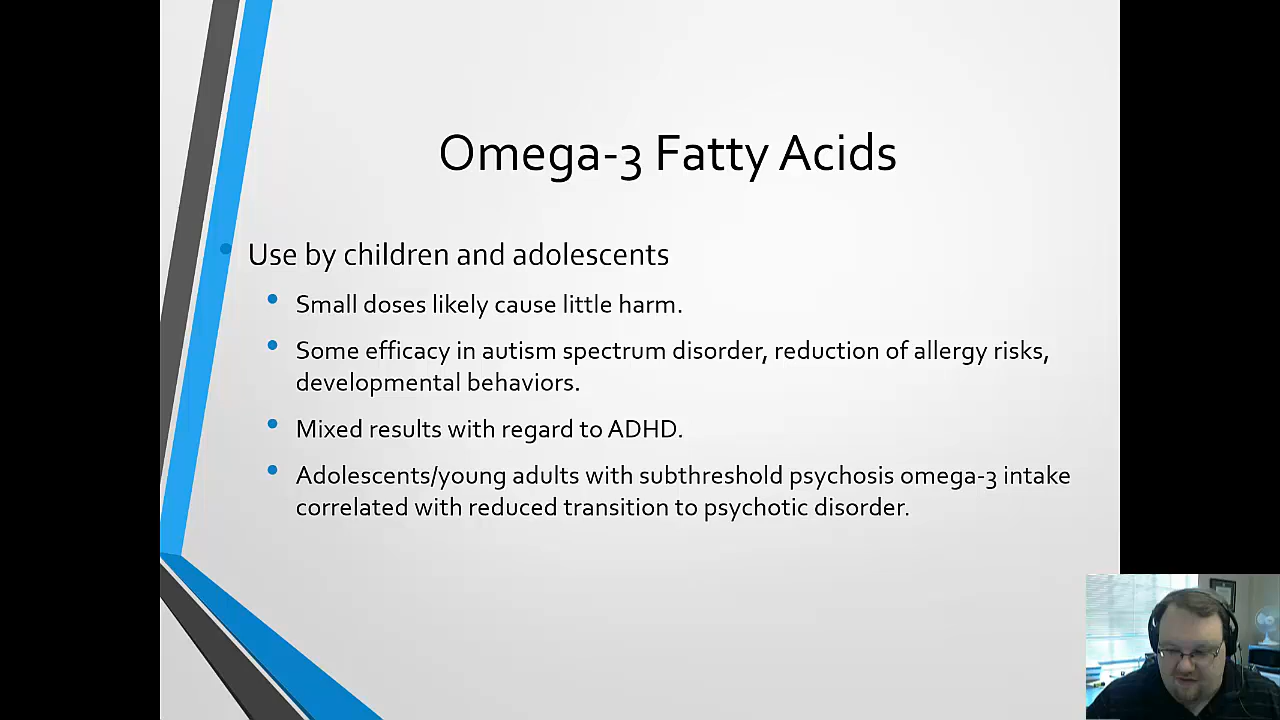 Omega-3 Fatty Acids
Use by children and adolescents
Small doses likely cause little harm.
Some efficacy in autism spectrum disorder, reduction of allergy risks,
developmental behaviors.
Mixed results with regard to ADHD.
Adolescents/young adults with subthreshold psychosis omega-3 intake
correlated with reduced transition to psychotic disorder.